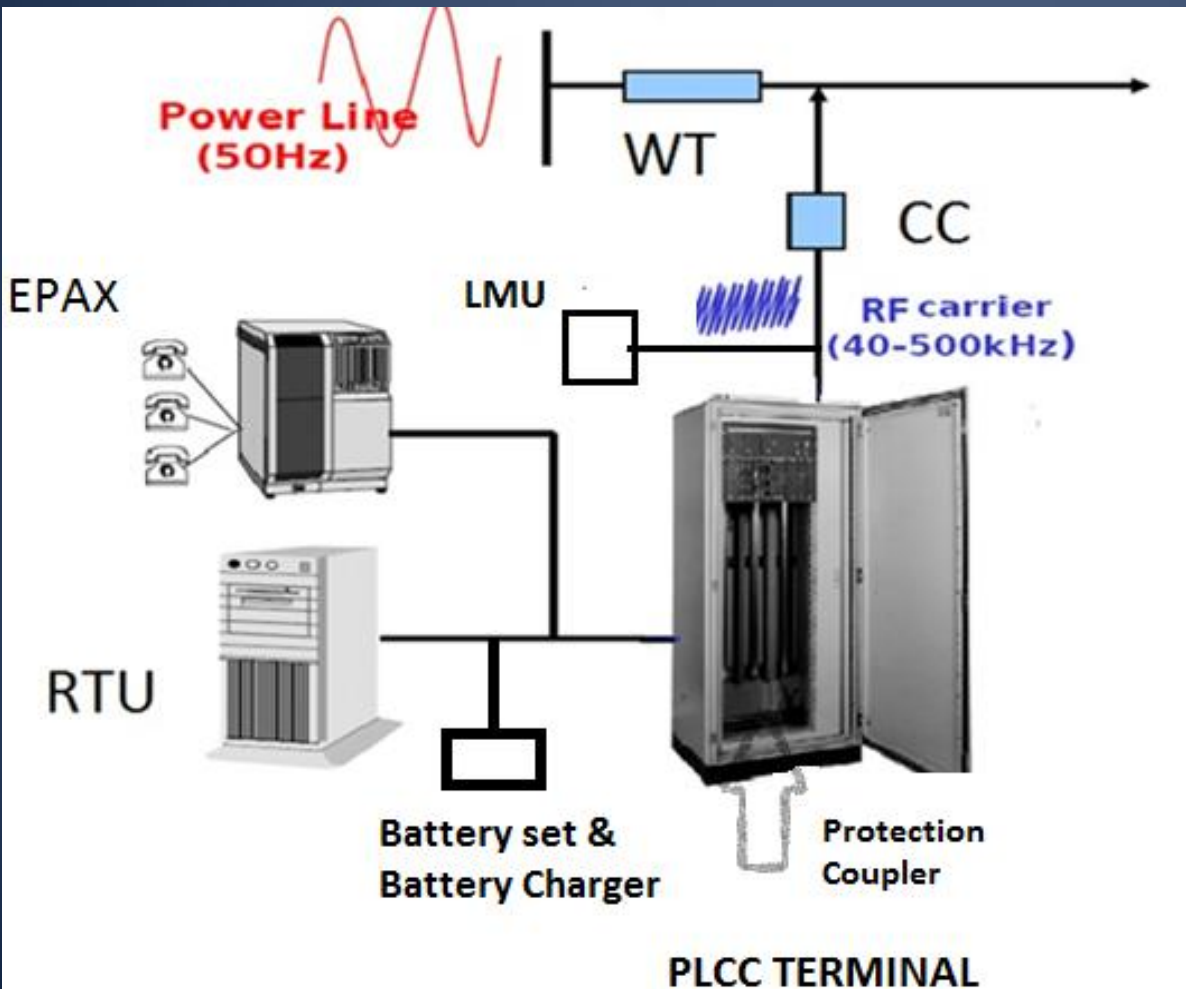 Power Line
(50Hz)
WT
CC
EPAX
LMU
RF carrier
(40-500kHz)
RTU
Battery set &
Battery Charger
Protection
Coupler
PLCC TERMINAL